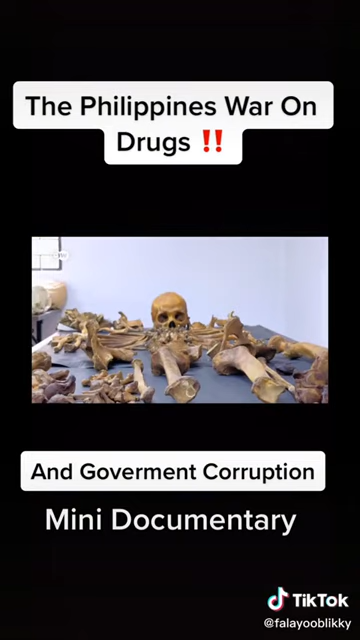 The Philippines War On
Drugs ‼️
And Goverment Corruption
Mini Documentary
TikTok
@falayooblikky